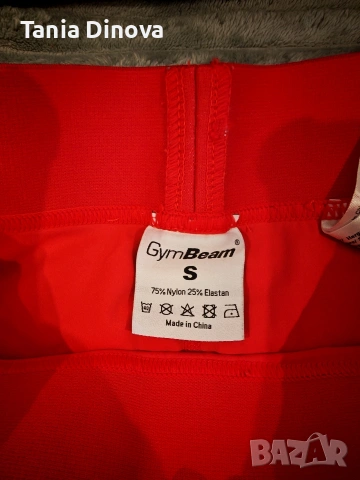 Tania Dinova
GymBeam®
S
75% Nylon 25% Elastan
Made in China
BAZAR